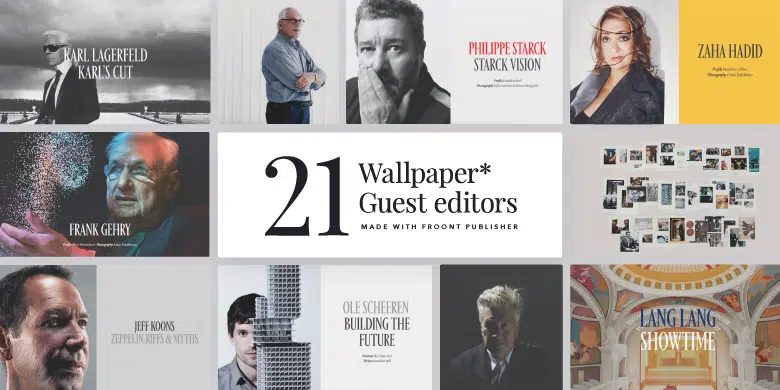 KARL LAGERFELD
KARL'S CUT
PHILIPPE STARCK
STARCK VISION
ZAHA HADID
FRANK GEHRY
21
Wallpaper*
Guest editors
MADE WITH FROONT PUBLISHER
JEFF KOONS
ZEPPELIN RIFFS & MYTHS
OLE SCHEEREN
BUILDING THE
FUTURE
LANG LANG
SHOWTIME